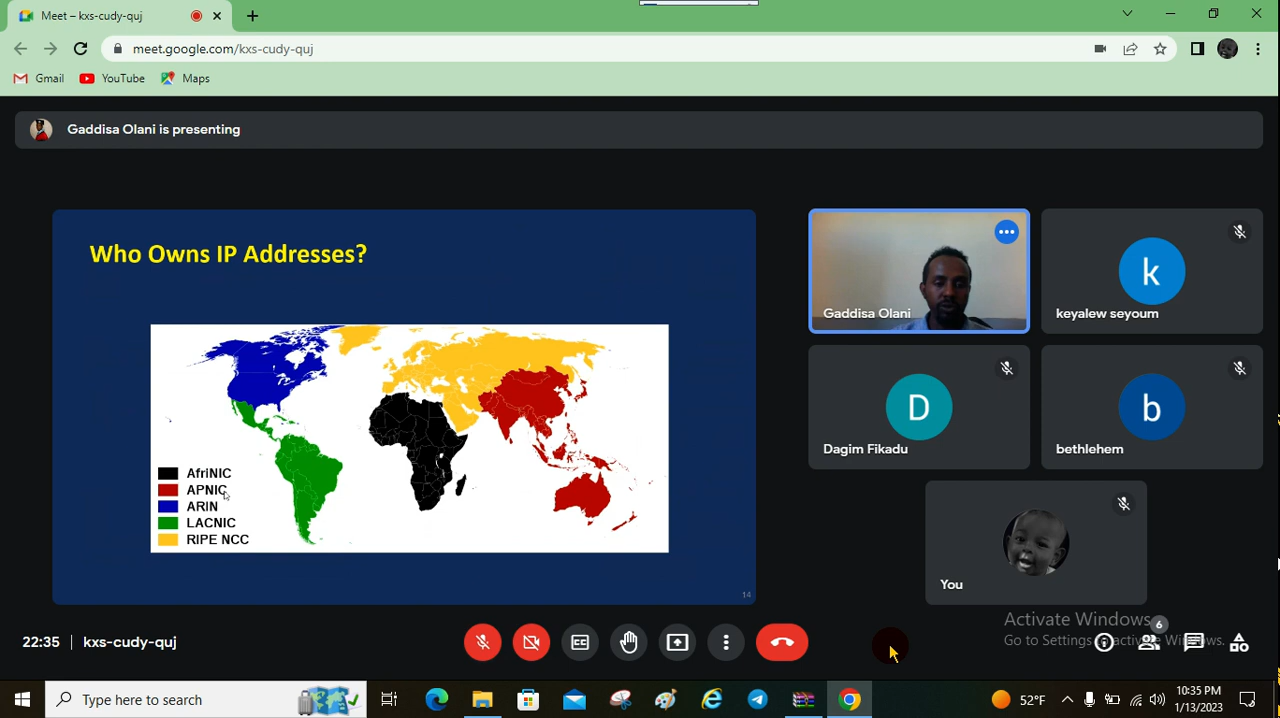 Meet – kxs-cudy-quj
meet.google.com/kxs-cudy-quj
Gmail
YouTube
Maps
Gaddisa Olani is presenting
Who Owns IP Addresses?
AfriNIC
APNIC
ARIN
LACNIC
RIPE NCC
14
Gaddisa Olani
k
keyalew seyoum
D
Dagim Fikadu
b
bethlehem
You
Activate Windows
Go to Settings to activate Windows.
22:35 | kxs-cudy-quj
CC
6
Type here to search
52°F
10:35 PM
1/13/2023